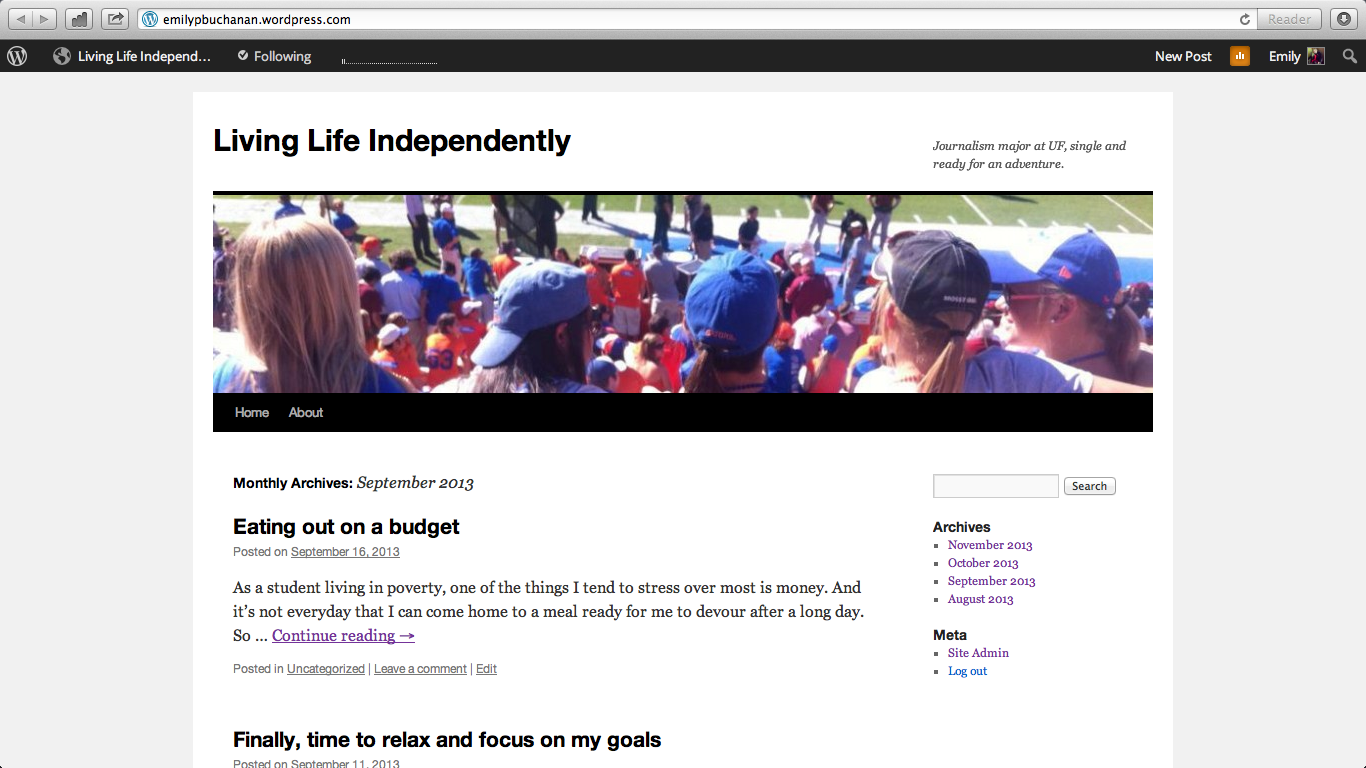 emilypbuchanan.wordpress.com
Reader
Living Life Independ...
Following
New Post
Emily
Living Life Independently
Journalism major at UF, single and
ready for an adventure.
53
Home
About
Monthly Archives: September 2013
Eating out on a budget
Posted on September 16, 2013
As a student living in poverty, one of the things I tend to stress over most is money. And
it's not everyday that I can come home to a meal ready for me to devour after a long day.
So ... Continue reading →
Posted in Uncategorized | Leave a comment | Edit
Finally, time to relax and focus on my goals
Posted on September 11, 2013
Search
Archives
November 2013
October 2013
September 2013
August 2013
Meta
Site Admin
Log out